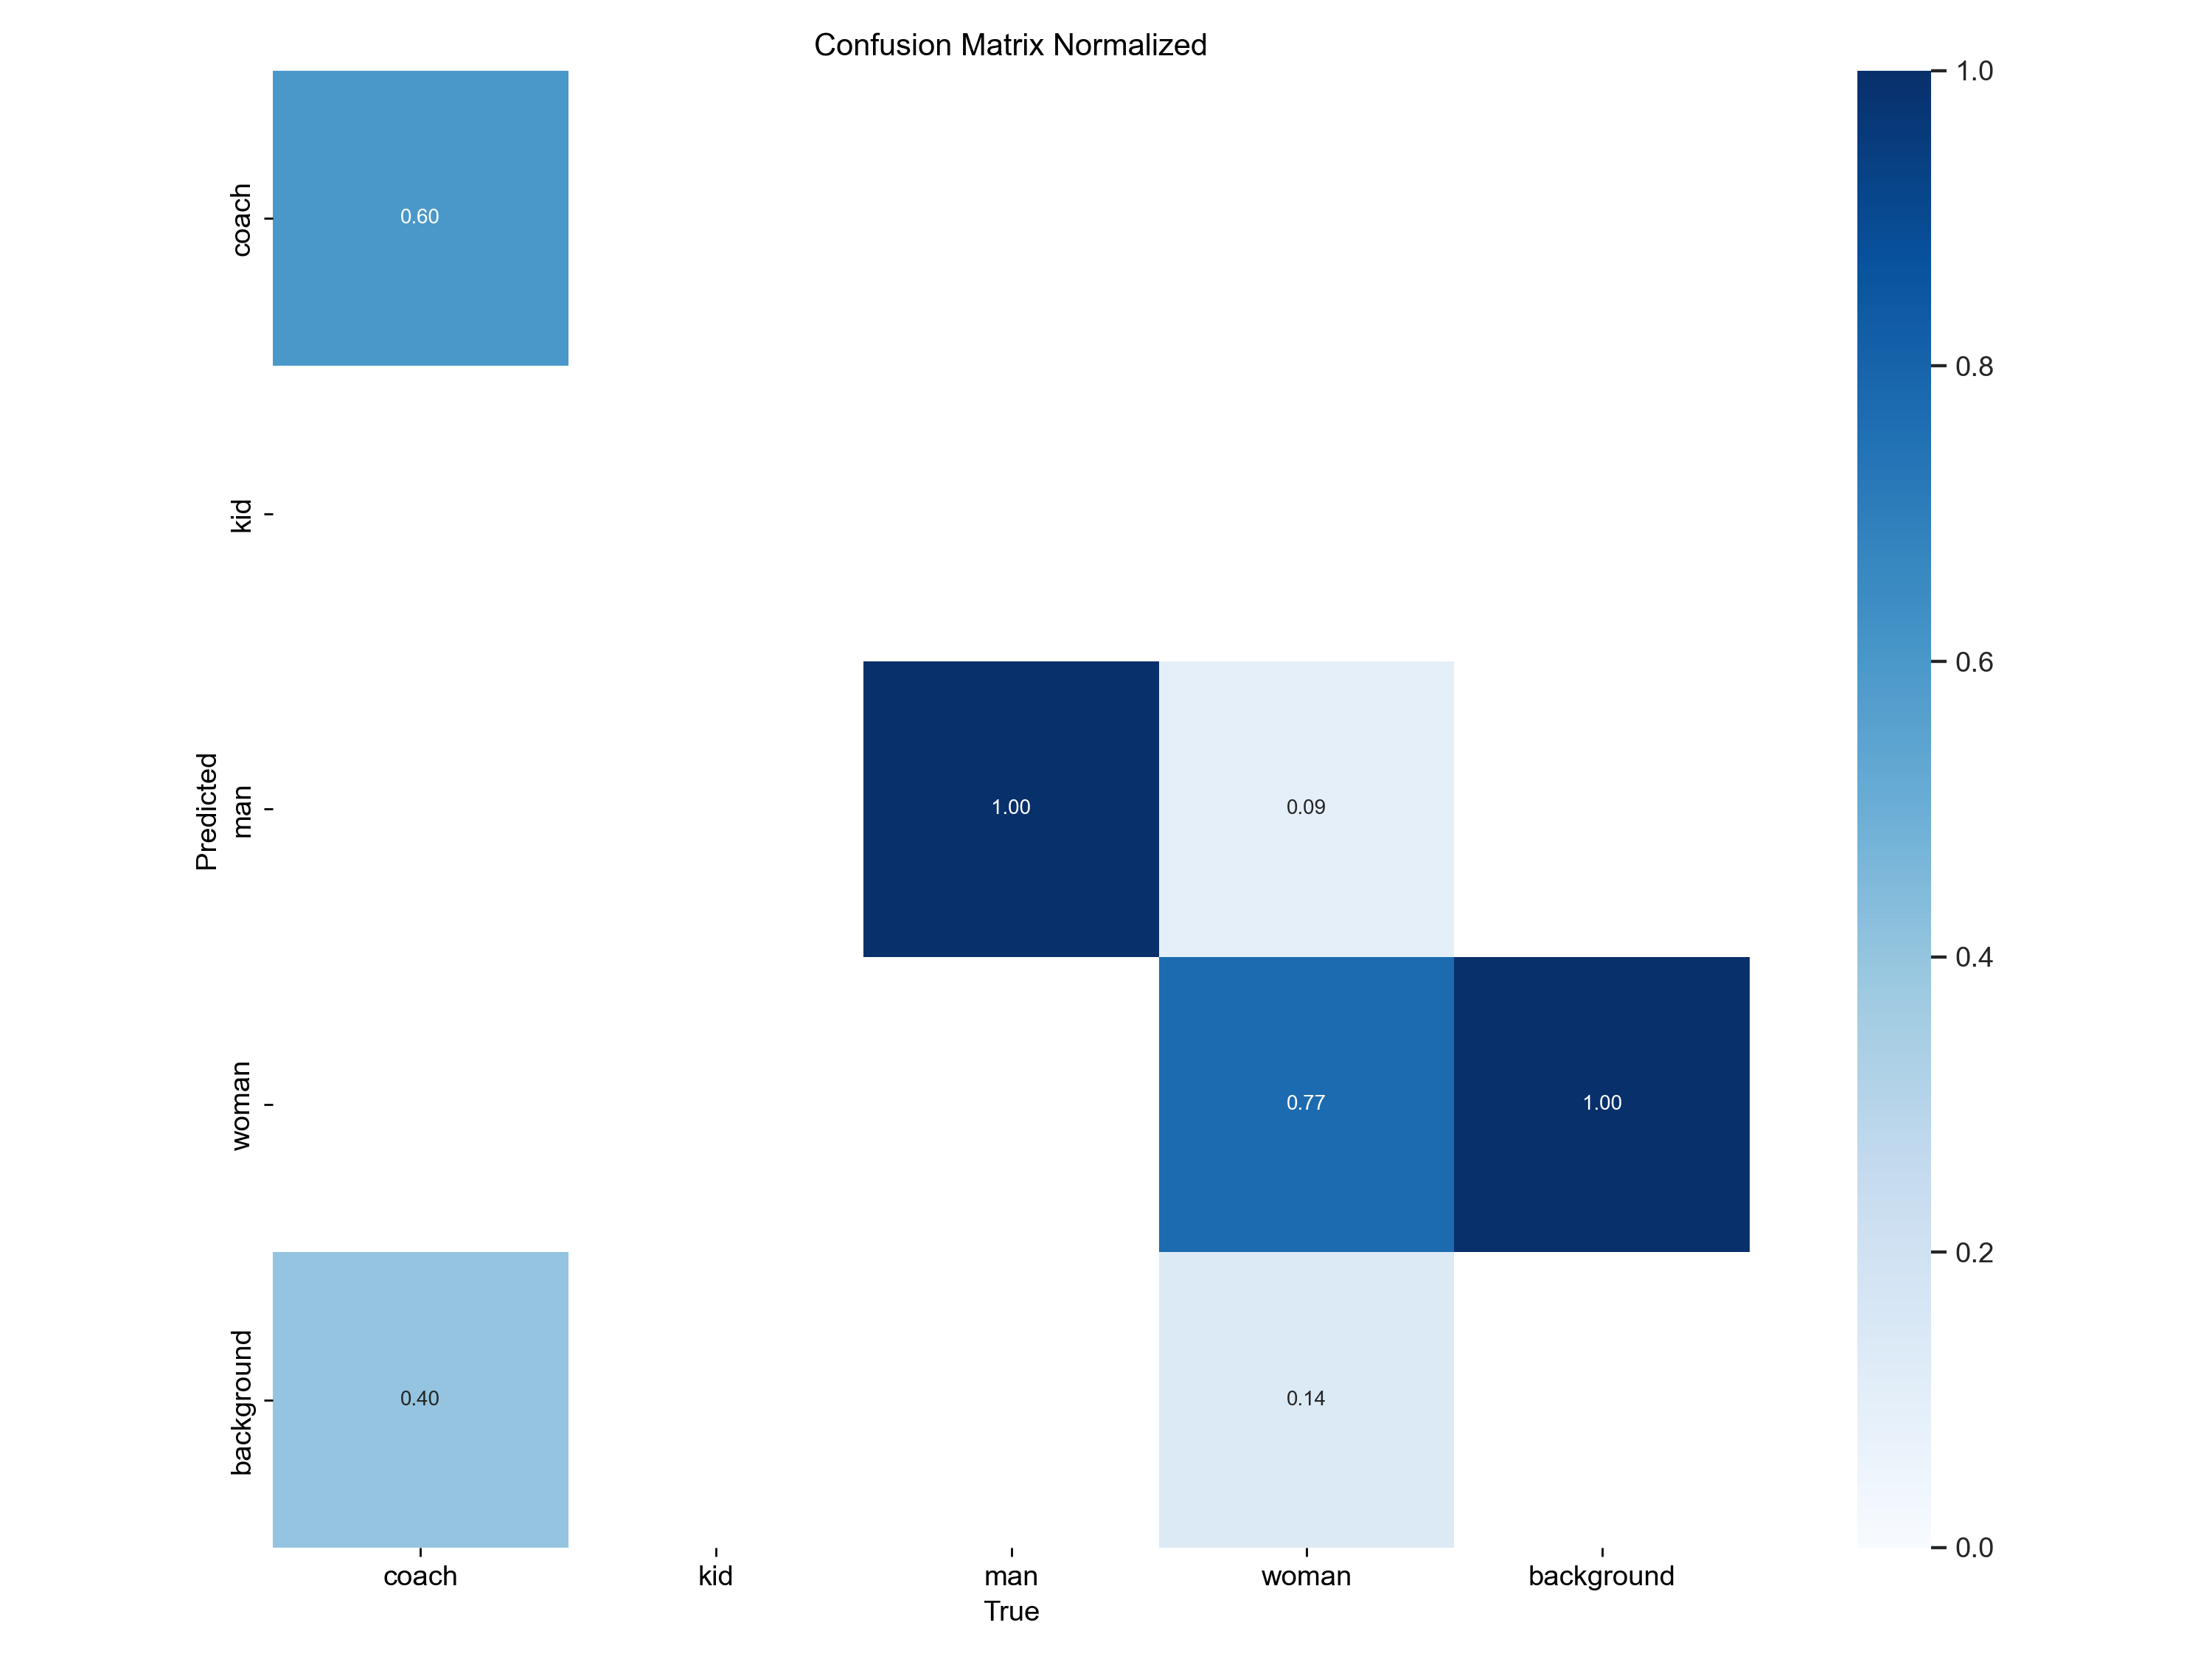 Confusion Matrix Normalized
coach
kid
man
woman
background
Predicted
0.60
1.00
0.09
0.77
1.00
0.40
0.14
coach
kid
man
woman
background
True
1.0
0.8
0.6
0.4
0.2
0.0